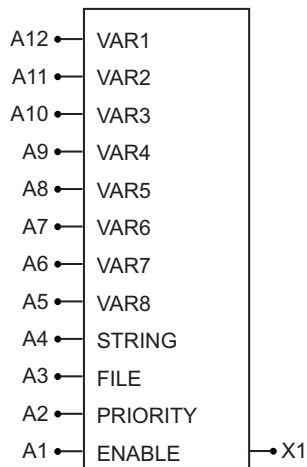 A12 VAR1
A11 VAR2
A10 VAR3
A9 VAR4
A8 VAR5
A7 VAR6
A6 VAR7
A5 VAR8
A4 STRING
A3 FILE
A2 PRIORITY
A1 ENABLE X1